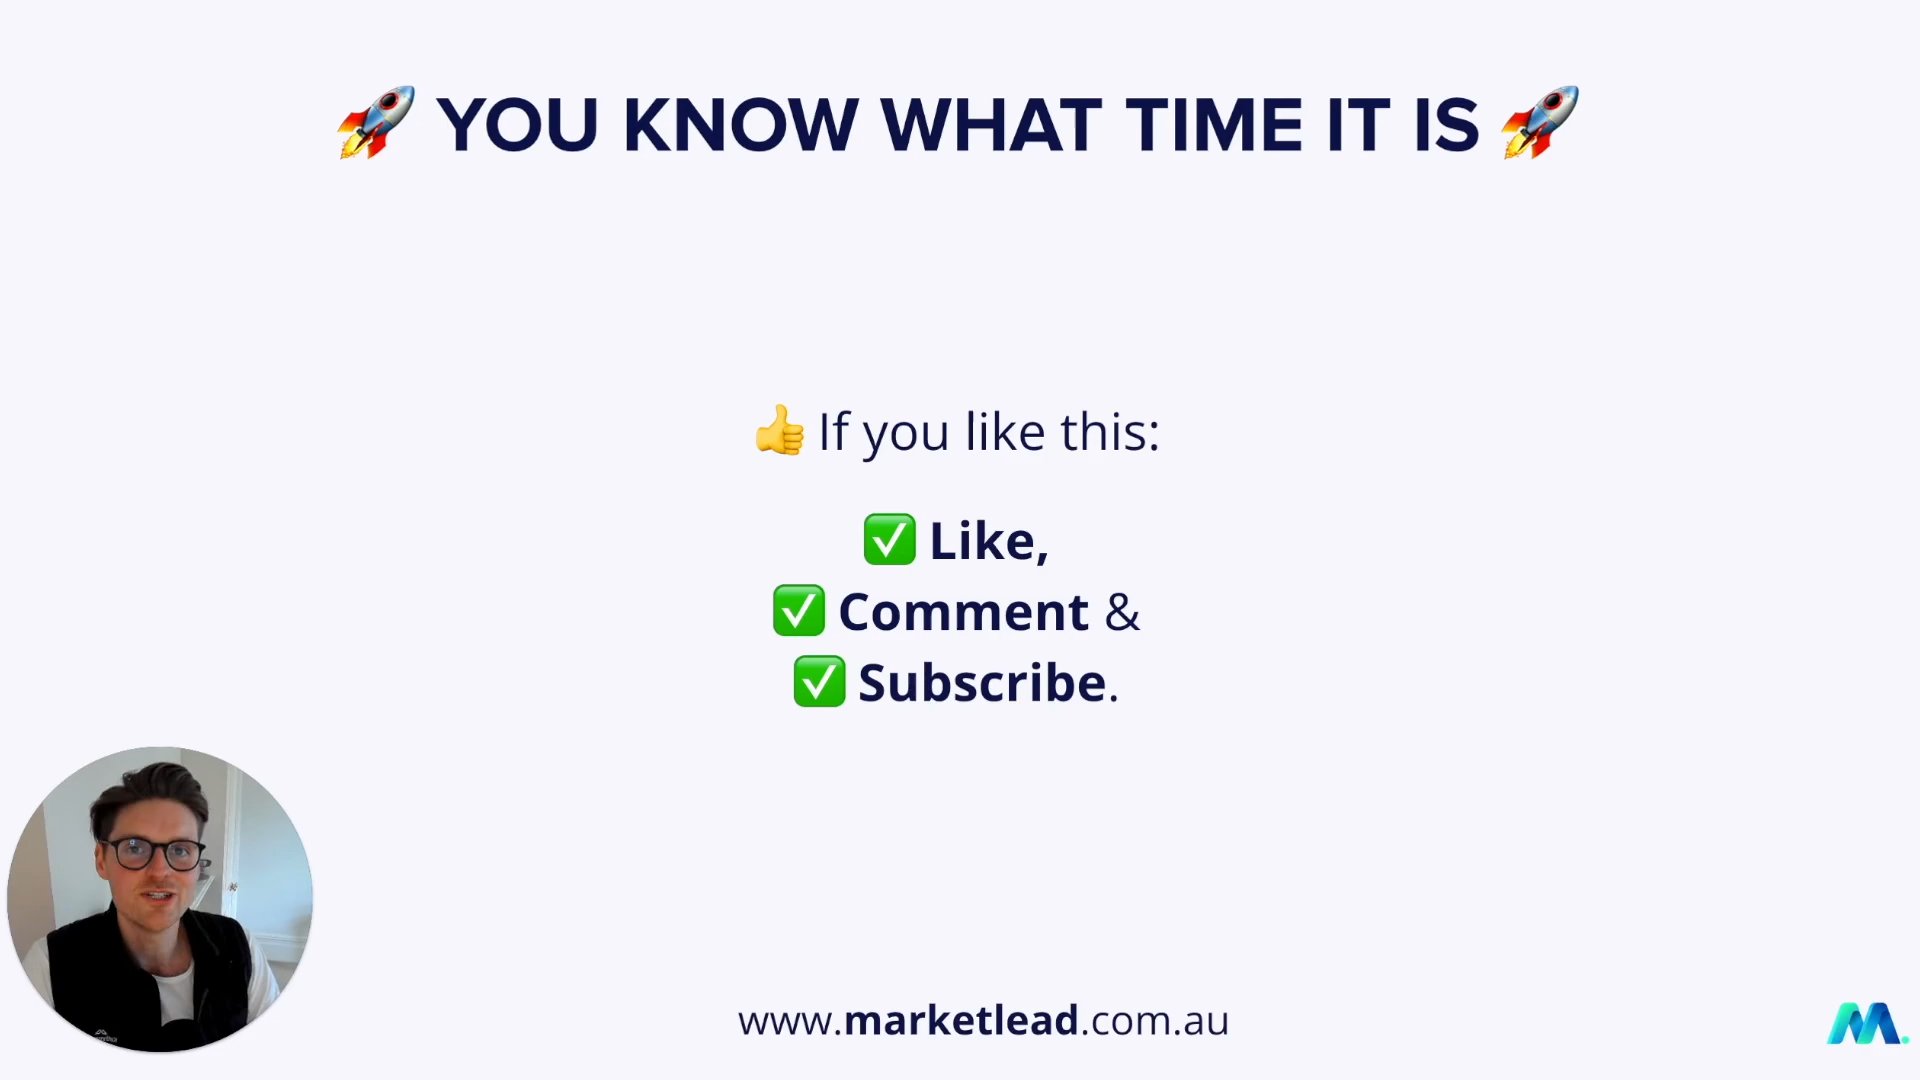 🚀 YOU KNOW WHAT TIME IT IS 🚀
👍 If you like this:
✅ Like,
✅ Comment &
✅ Subscribe.
www.marketlead.com.au
M.